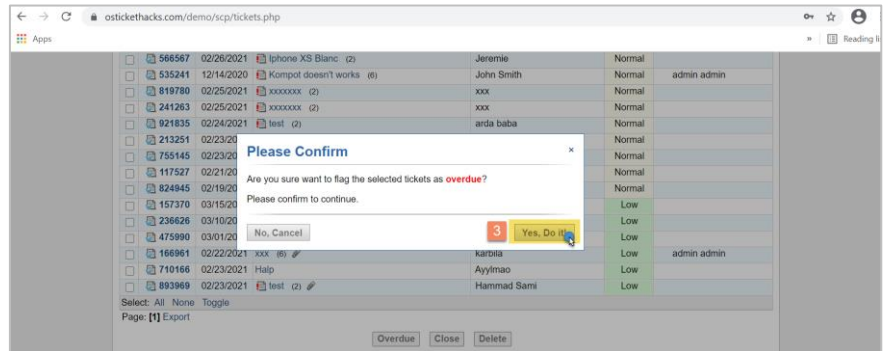 ostickethacks.com/demo/scp/tickets.php
Apps » Reading li
566567 02/26/2021 Iphone XS Blanc (2) Jeremie Normal
535241 12/14/2020 Kompot doesn't works (6) John Smith Normal admin admin
819780 02/25/2021 xxxxxxx (2) xxx Normal
241263 02/25/2021 xxxxxxx (2) xxx Normal
921835 02/24/2021 test (2) arda baba Normal
213251 02/23/20 Normal
755145 02/23/20 Normal
117527 02/21/20 Normal
824945 02/19/20 Normal
157370 03/15/20 Low
236626 03/10/20 Low
475990 03/01/20 Low
Please Confirm ×
Are you sure want to flag the selected tickets as overdue?
Please confirm to continue.
No, Cancel 3 Yes, Do it!
166961 02/22/2021 xxx (6) karbila Low admin admin
710166 02/23/2021 Halp Ayylmao Low
893969 02/23/2021 test (2) Hammad Sami Low
Select: All None Toggle
Page: [1] Export
Overdue Close Delete